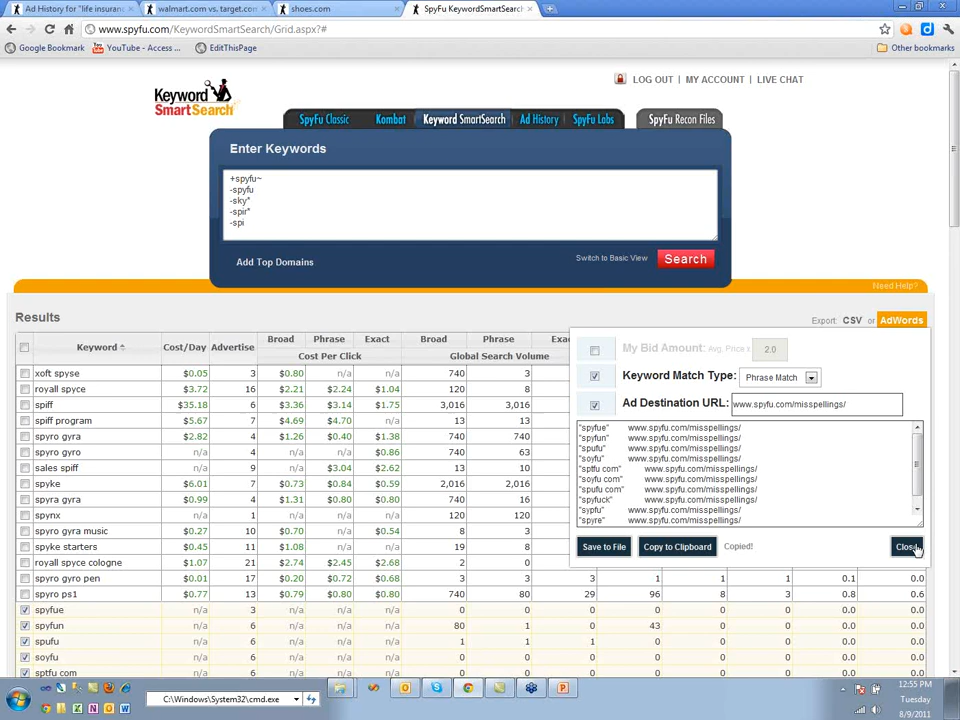 Ad History for "life insuranc
walmart.com vs. target.com
shoes.com
SpyFu KeywordSmartSearch
www.spyfu.com/KeywordSmartSearch/Grid.aspx?#
Google Bookmark
YouTube - Access ...
EditThisPage
Other bookmarks
Keyword
SmartSearch
LOG OUT | MY ACCOUNT | LIVE CHAT
SpyFu Classic Kombat Keyword SmartSearch Ad History SpyFu Labs SpyFu Recon Files
Enter Keywords
+spyfu~
-spyfu
-sky*
-spir*
-spi
Add Top Domains
Switch to Basic View
Search
Need Help?
Results
Export: CSV or AdWords
Broad Phrase Exact Broad Phrase Exac
Keyword Cost/Day Advertise
Cost Per Click Global Search Volume
My Bid Amount: Avg. Price x 2.0
Keyword Match Type: Phrase Match
Ad Destination URL: www.spyfu.com/misspellings/
"spyfue" www.spyfu.com/misspellings/
"spyfun" www.spyfu.com/misspellings/
"spufu" www.spyfu.com/misspellings/
"soyfu" www.spyfu.com/misspellings/
"sptfu com" www.spyfu.com/misspellings/
"soyfu com" www.spyfu.com/misspellings/
"spufu com" www.spyfu.com/misspellings/
"spyfuck" www.spyfu.com/misspellings/
"sypfu" www.spyfu.com/misspellings/
"spyre" www.spyfu.com/misspellings/
Save to File
Copy to Clipboard
Copied!
Close
xoft spyse $0.05 3 $0.80 740 3
royall spyce $3.72 16 $2.21 $2.24 $1.04 120 8
spiff $35.18 6 $3.36 $3.14 $1.75 3,016 3,016
spiff program $5.67 7 $4.69 $4.70 13 13
spyro gyra $2.82 4 $1.26 $0.40 $1.38 740 740
spyro gyro n/a 4 n/a n/a $0.86 740 63
sales spiff n/a 9 n/a $3.04 $2.62 13 10
spyke $6.01 7 $0.73 $0.84 $0.59 2,016 2,016
spyra gyra $0.99 4 $1.31 $0.80 $0.80 740 16
spynx n/a 1 n/a n/a n/a 120 120
spyro gyra music $0.27 10 $0.70 n/a $0.54 8 3
spyke starters $0.45 11 $1.08 n/a n/a 19 8
royall spyce cologne $1.07 21 $2.74 $2.45 $2.68 2 0
spyro gyro pen $0.01 17 $0.20 $0.72 $0.68 3 3 3 1 1 1 0.1 0.0
spyro ps1 $0.77 13 $0.79 $0.80 $0.80 740 80 29 96 8 3 0.8 0.6
spyfue n/a 3 n/a n/a n/a 0 0 0 0 0 0 0.0 0.0
spyfun n/a 6 n/a n/a n/a 80 1 0 43 0 0 0.0 0.0
spufu n/a 6 n/a n/a n/a 1 1 1 0 0 0 0.0 0.0
soyfu n/a 6 n/a n/a n/a 0 0 0 0 0 0 0.0 0.0
sptfu com n/a 6 n/a n/a n/a 0 0 0 0 0 0 0.0 0.0
C:\Windows\System32\cmd.exe
12:55 PM
Tuesday
8/9/2011